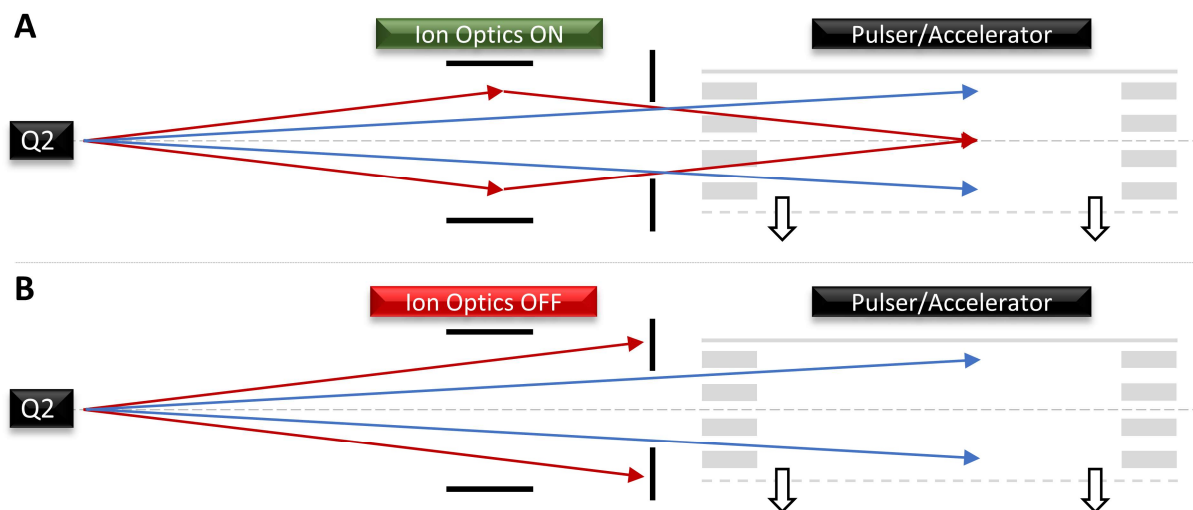 A
Ion Optics ON
Pulser/Accelerator
Q2
B
Ion Optics OFF
Pulser/Accelerator
Q2